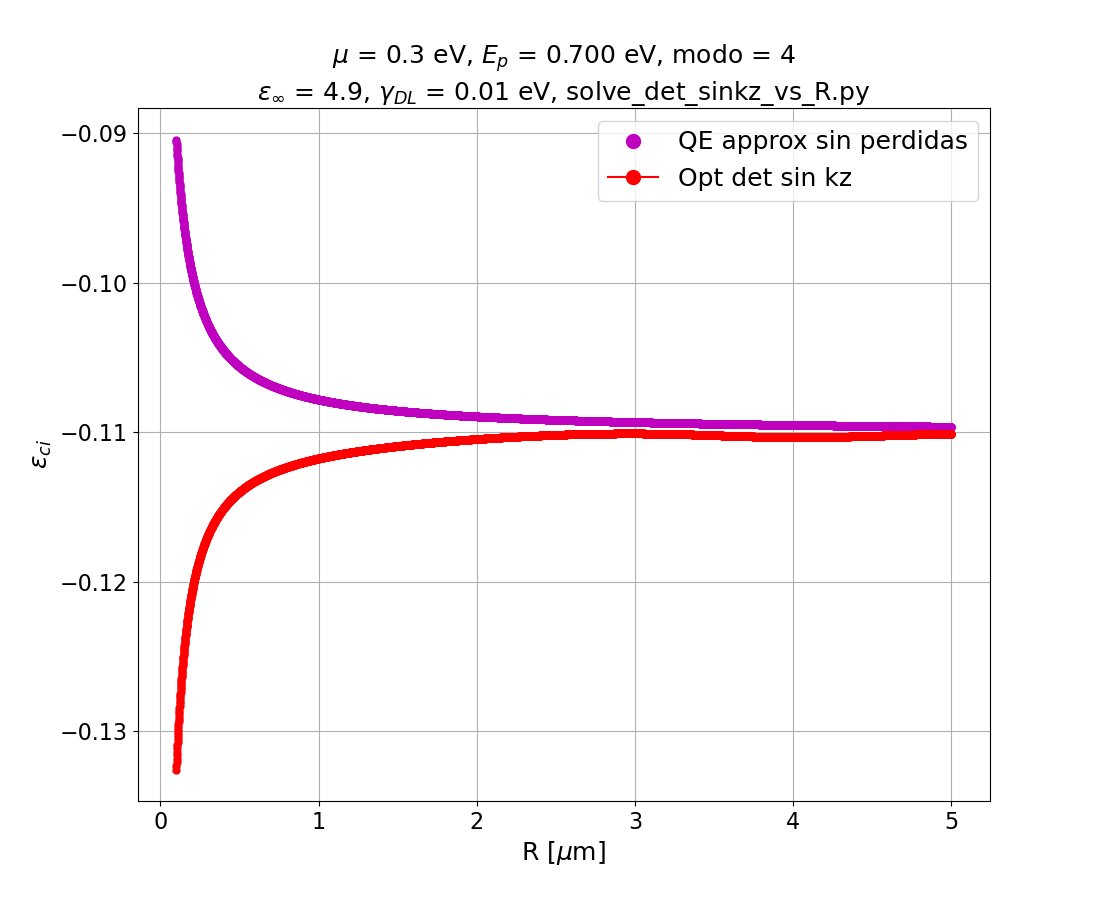 μ = 0.3 eV, E_p = 0.700 eV, modo = 4
ε_∞ = 4.9, γ_DL = 0.01 eV, solve_det_sinkz_vs_R.py
QE approx sin perdidas
Opt det sin kz
ε_ci
−0.09
−0.10
−0.11
−0.12
−0.13
0 1 2 3 4 5
R [μm]